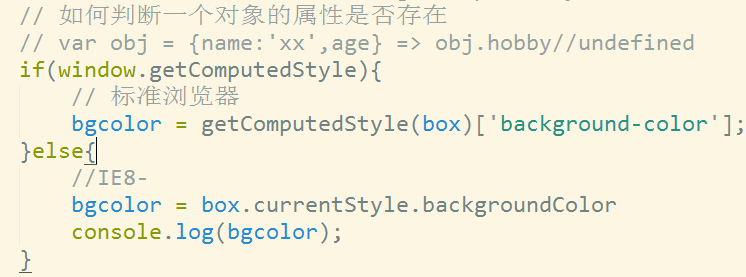 // 如何判断一个对象的属性是否存在
// var obj = {name:'xx',age} => obj.hobby//undefined
if(window.getComputedStyle){
// 标准浏览器
bgcolor = getComputedStyle(box)['background-color'];
}else{
//IE8-
bgcolor = box.currentStyle.backgroundColor
console.log(bgcolor);
}